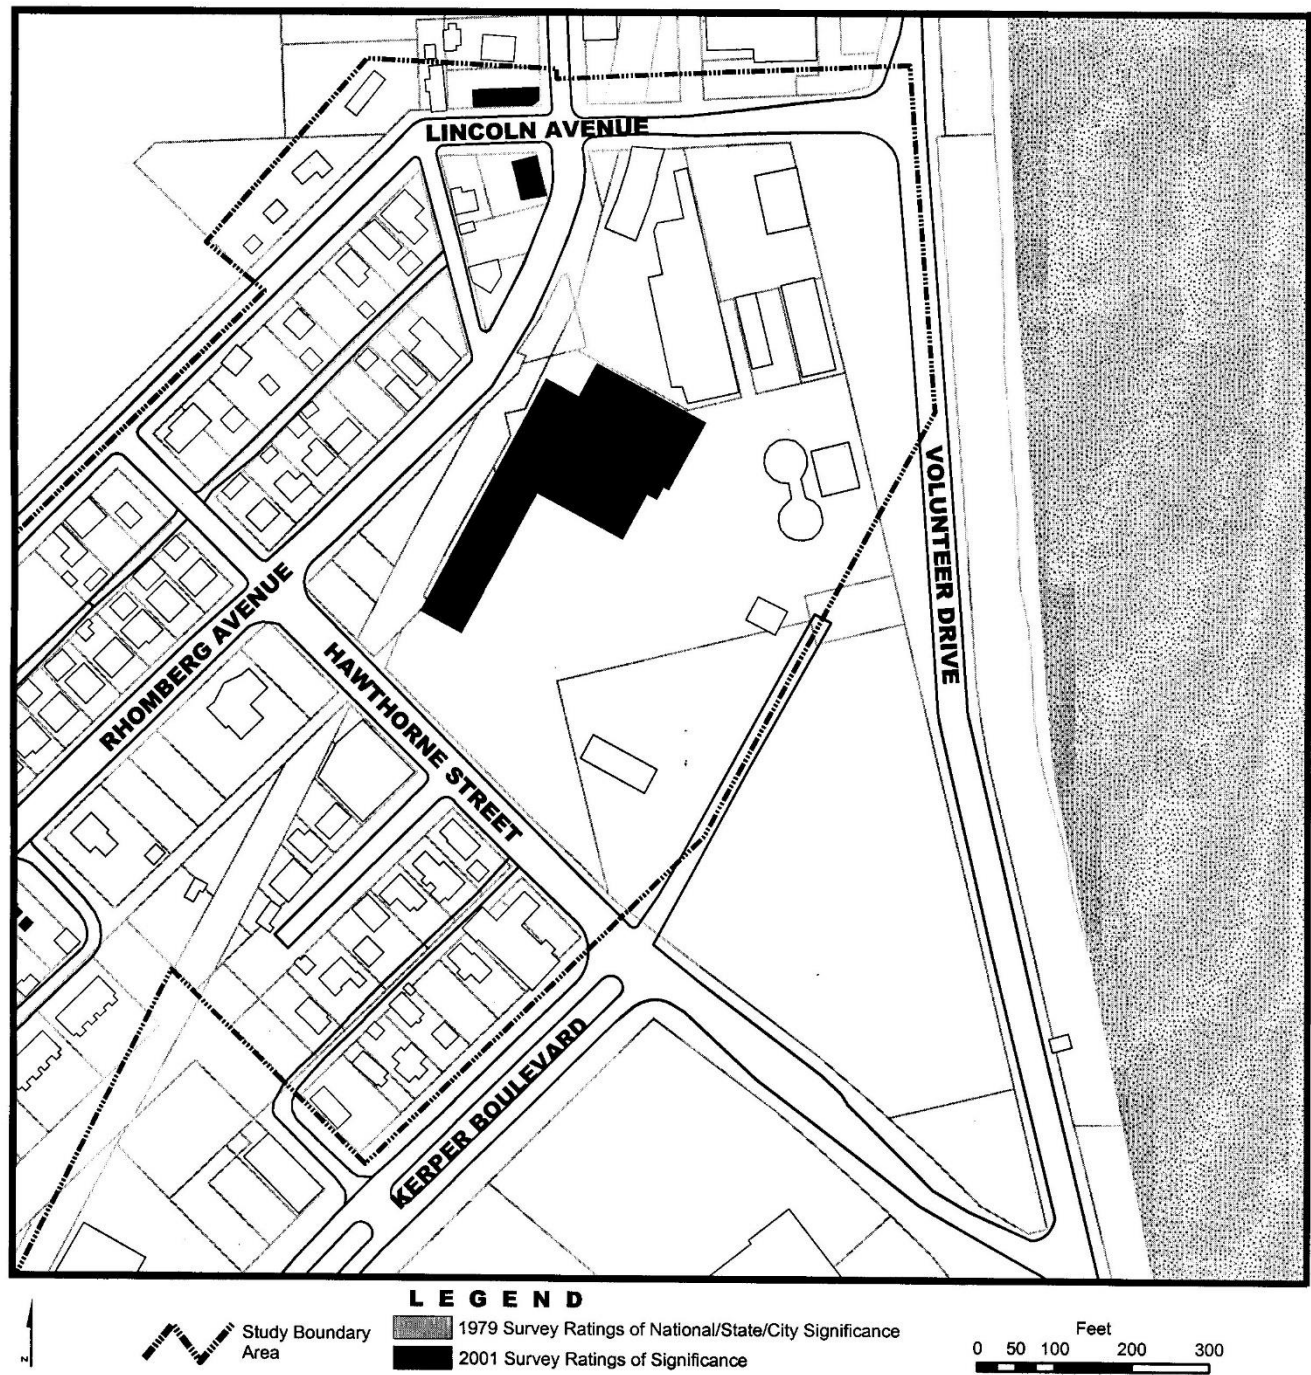 LINCOLN AVENUE
VOLUNTEER DRIVE
RHOMBERG AVENUE
HAWTHORNE STREET
KERPER BOULEVARD
LEGEND
Study Boundary
Area
1979 Survey Ratings of National/State/City Significance
2001 Survey Ratings of Significance
N
Feet
0 50 100 200 300